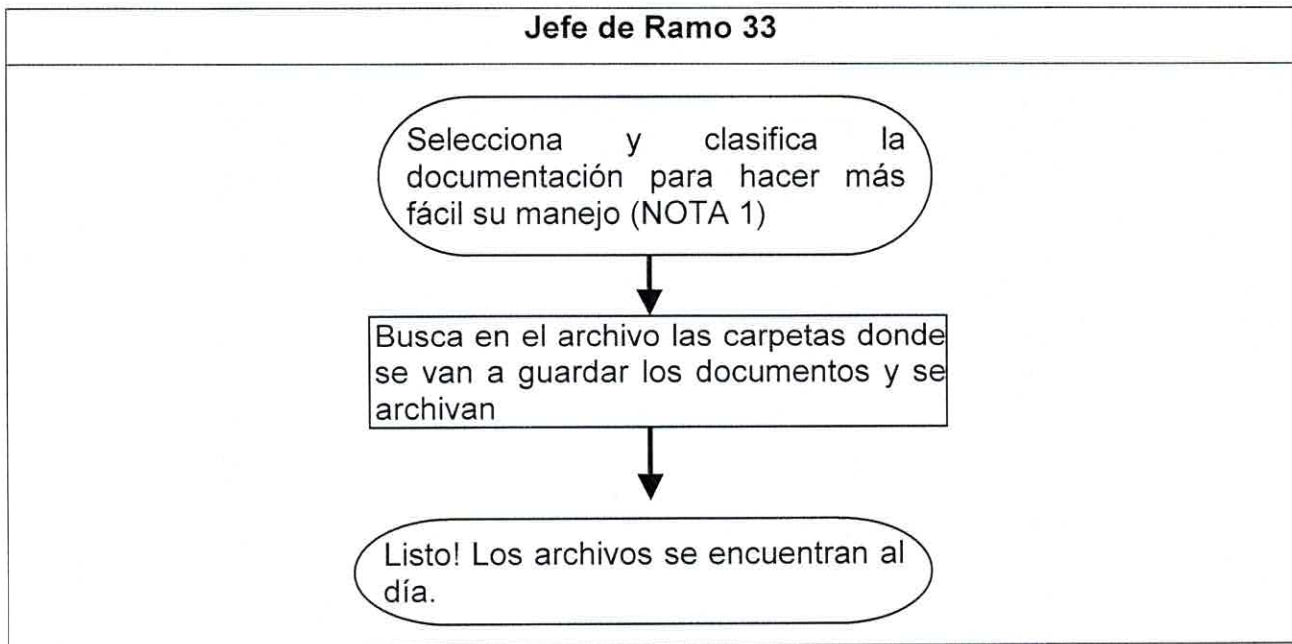 Jefe de Ramo 33
Selecciona y clasifica la
documentación para hacer más
fácil su manejo (NOTA 1)
Busca en el archivo las carpetas donde
se van a guardar los documentos y se
archivan
Listo! Los archivos se encuentran al
día.